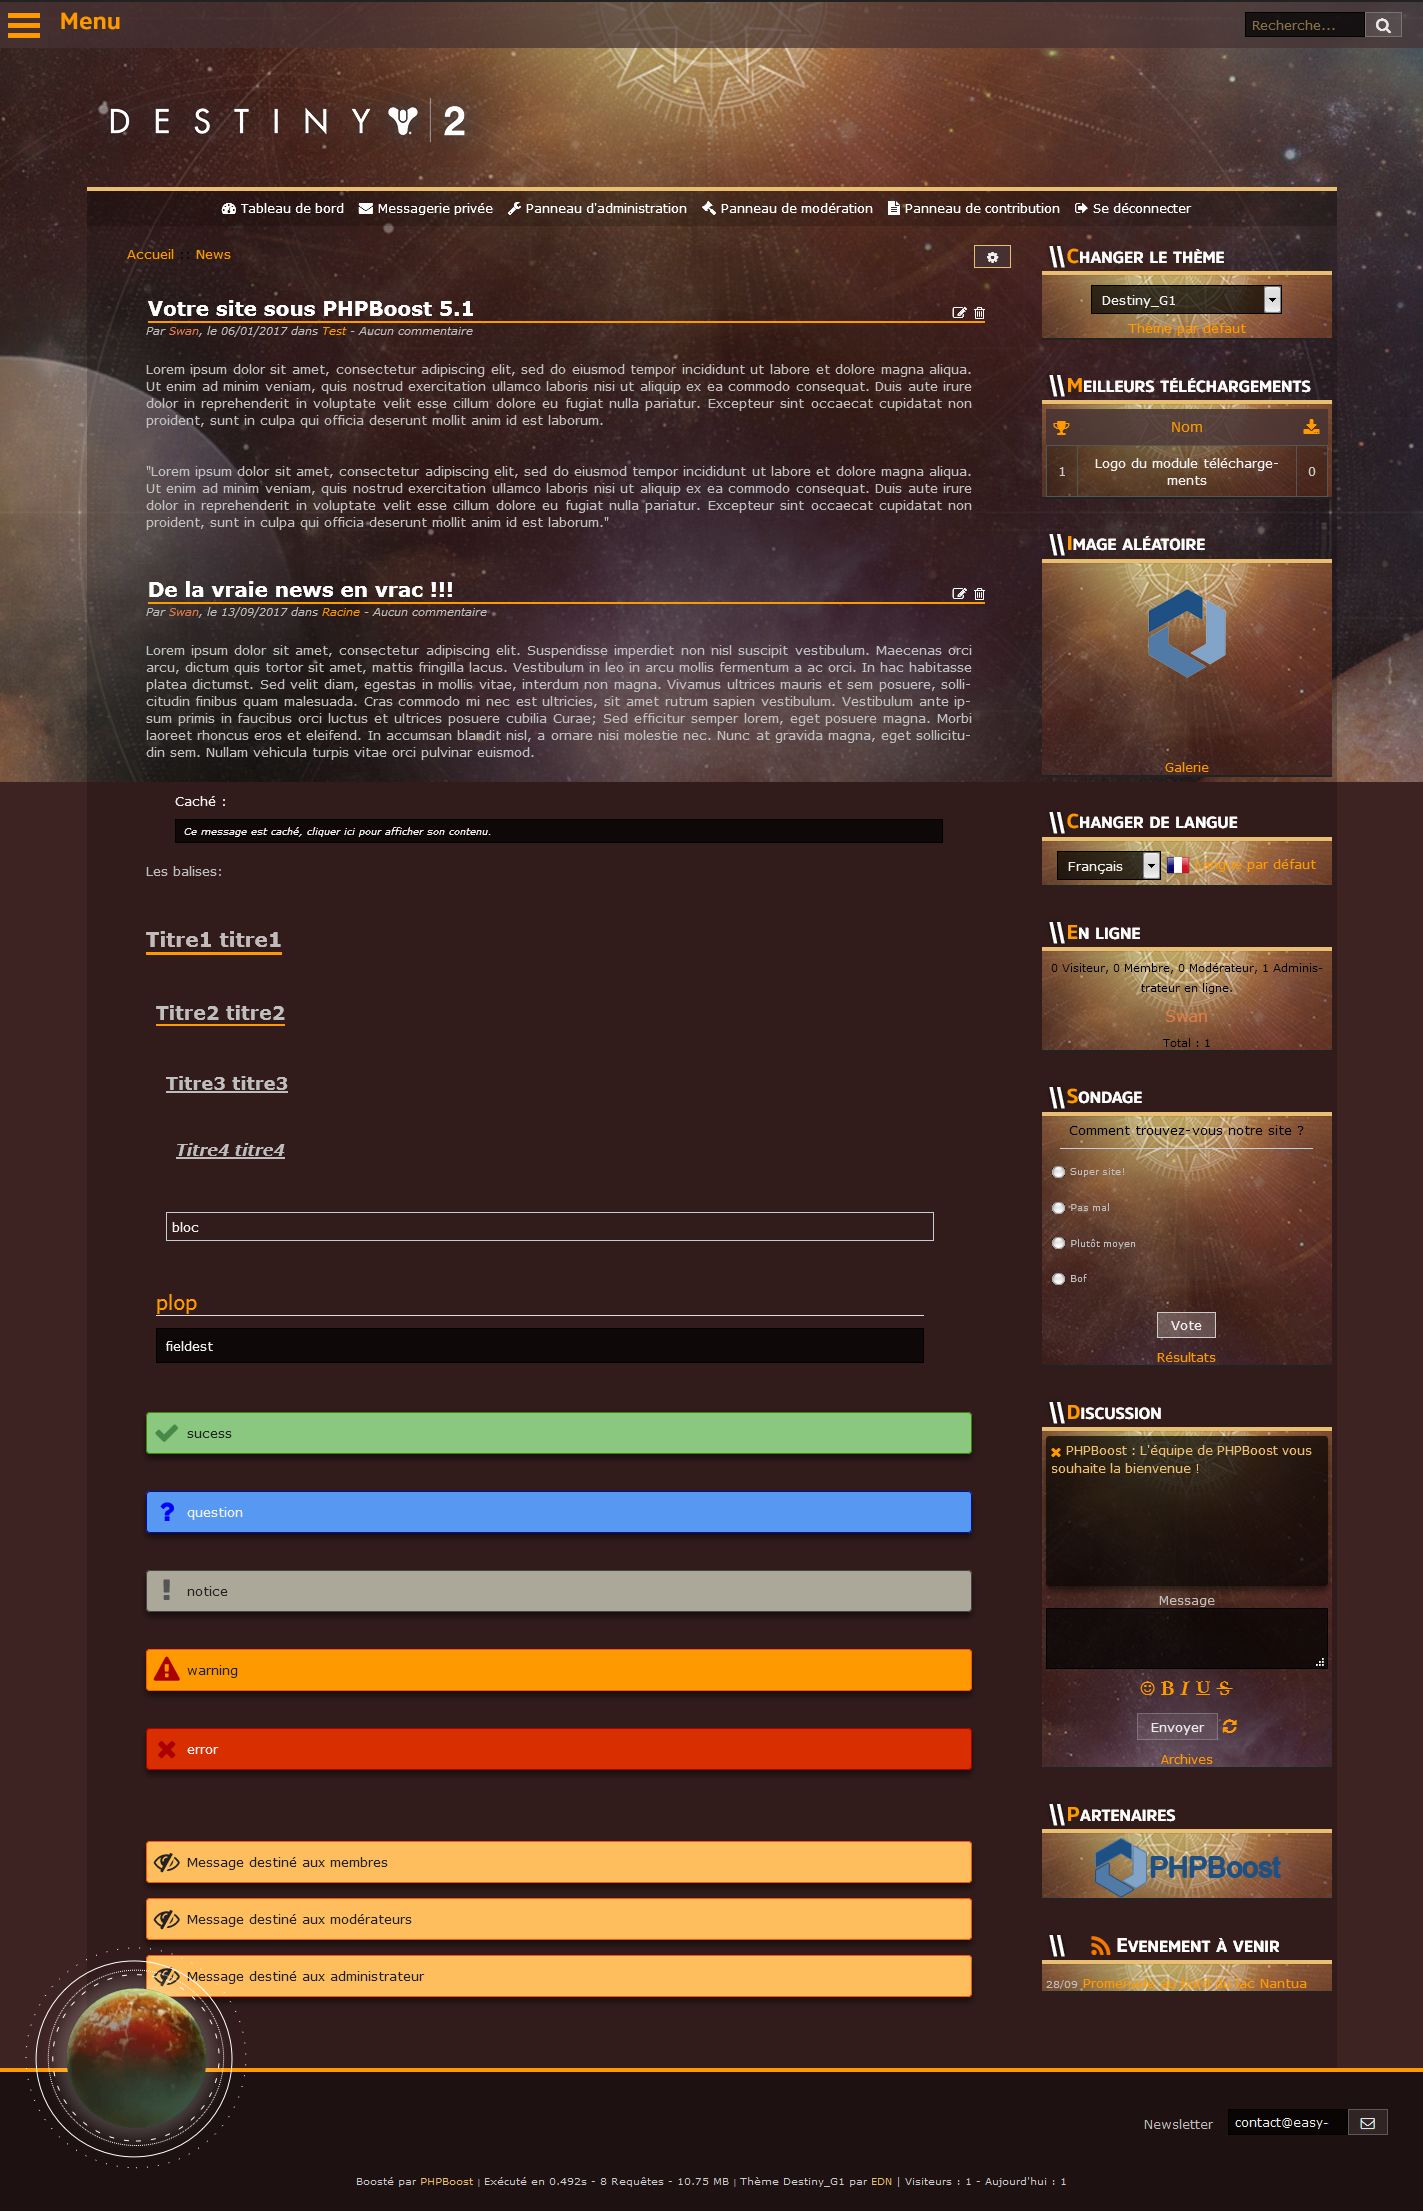 Menu
Recherche...
DESTINY 2
Tableau de bord Messagerie privée Panneau d'administration Panneau de modération Panneau de contribution Se déconnecter
Accueil :: News
Votre site sous PHPBoost 5.1
Par Swan, le 06/01/2017 dans Test - Aucun commentaire
Lorem ipsum dolor sit amet, consectetur adipiscing elit, sed do eiusmod tempor incididunt ut labore et dolore magna aliqua.
Ut enim ad minim veniam, quis nostrud exercitation ullamco laboris nisi ut aliquip ex ea commodo consequat. Duis aute irure
dolor in reprehenderit in voluptate velit esse cillum dolore eu fugiat nulla pariatur. Excepteur sint occaecat cupidatat non
proident, sunt in culpa qui officia deserunt mollit anim id est laborum.
"Lorem ipsum dolor sit amet, consectetur adipiscing elit, sed do eiusmod tempor incididunt ut labore et dolore magna aliqua.
Ut enim ad minim veniam, quis nostrud exercitation ullamco laboris nisi ut aliquip ex ea commodo consequat. Duis aute irure
dolor in reprehenderit in voluptate velit esse cillum dolore eu fugiat nulla pariatur. Excepteur sint occaecat cupidatat non
proident, sunt in culpa qui officia deserunt mollit anim id est laborum."
De la vraie news en vrac !!!
Par Swan, le 13/09/2017 dans Racine - Aucun commentaire
Lorem ipsum dolor sit amet, consectetur adipiscing elit. Suspendisse imperdiet non nisl suscipit vestibulum. Maecenas orci
arcu, dictum quis tortor sit amet, mattis fringilla lacus. Vestibulum in leo in arcu mollis fermentum a ac orci. In hac habitasse
platea dictumst. Sed velit diam, egestas in mollis vitae, interdum non magna. Vivamus ultrices mauris et sem posuere, solli-
citudin finibus quam malesuada. Cras commodo mi nec est ultricies, sit amet rutrum sapien vestibulum. Vestibulum ante ip-
sum primis in faucibus orci luctus et ultrices posuere cubilia Curae; Sed efficitur semper lorem, eget posuere magna. Morbi
laoreet rhoncus eros et eleifend. In accumsan blandit nisl, a ornare nisi molestie nec. Nunc at gravida magna, eget sollicitu-
din sem. Nullam vehicula turpis vitae orci pulvinar euismod.
Caché :
Ce message est caché, cliquer ici pour afficher son contenu.
Les balises:
Titre1 titre1
Titre2 titre2
Titre3 titre3
Titre4 titre4
bloc
plop
fieldest
sucess
question
notice
warning
error
Message destiné aux membres
Message destiné aux modérateurs
Message destiné aux administrateur
\\CHANGER LE THÈME
Destiny_G1
Thème par défaut
\\MEILLEURS TÉLÉCHARGEMENTS
Nom
1 Logo du module télécharge- 0
ments
\\IMAGE ALÉATOIRE
Galerie
\\CHANGER DE LANGUE
Français Langue par défaut
\\EN LIGNE
0 Visiteur, 0 Membre, 0 Modérateur, 1 Adminis-
trateur en ligne.
Swan
Total : 1
\\SONDAGE
Comment trouvez-vous notre site ?
Super site!
Pas mal
Plutôt moyen
Bof
Vote
Résultats
\\DISCUSSION
PHPBoost : L'équipe de PHPBoost vous
souhaite la bienvenue !
Message
B I U S
Envoyer
Archives
\\PARTENAIRES
PHPBoost
\\ EVENEMENT À VENIR
28/09 Promenade lac Nantua
Newsletter contact@easy-
Boosté par PHPBoost | Exécuté en 0.492s - 8 Requêtes - 10.75 MB | Thème Destiny_G1 par EDN | Visiteurs : 1 - Aujourd'hui : 1